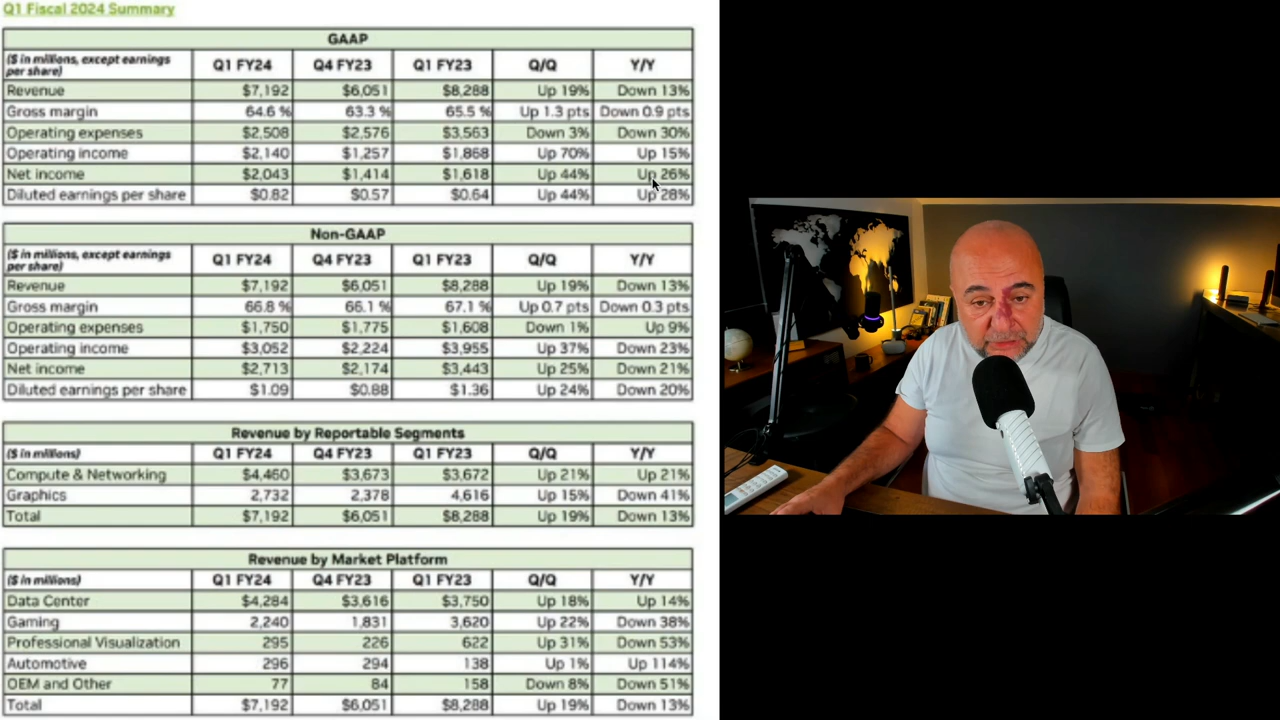 Q1 Fiscal 2024 Summary
GAAP
($ in millions, except earnings per share) Q1 FY24 Q4 FY23 Q1 FY23 Q/Q Y/Y
Revenue $7,192 $6,051 $8,288 Up 19% Down 13%
Gross margin 64.6 % 63.3 % 65.5 % Up 1.3 pts Down 0.9 pts
Operating expenses $2,508 $2,576 $3,563 Down 3% Down 30%
Operating income $2,140 $1,257 $1,868 Up 70% Up 15%
Net income $2,043 $1,414 $1,618 Up 44% Up 26%
Diluted earnings per share $0.82 $0.57 $0.64 Up 44% Up 28%
Non-GAAP
($ in millions, except earnings per share) Q1 FY24 Q4 FY23 Q1 FY23 Q/Q Y/Y
Revenue $7,192 $6,051 $8,288 Up 19% Down 13%
Gross margin 66.8 % 66.1 % 67.1 % Up 0.7 pts Down 0.3 pts
Operating expenses $1,750 $1,775 $1,608 Down 1% Up 9%
Operating income $3,052 $2,224 $3,955 Up 37% Down 23%
Net income $2,713 $2,174 $3,443 Up 25% Down 21%
Diluted earnings per share $1.09 $0.88 $1.36 Up 24% Down 20%
Revenue by Reportable Segments
($ in millions) Q1 FY24 Q4 FY23 Q1 FY23 Q/Q Y/Y
Compute & Networking $4,460 $3,673 $3,672 Up 21% Up 21%
Graphics 2,732 2,378 4,616 Up 15% Down 41%
Total $7,192 $6,051 $8,288 Up 19% Down 13%
Revenue by Market Platform
($ in millions) Q1 FY24 Q4 FY23 Q1 FY23 Q/Q Y/Y
Data Center $4,284 $3,616 $3,750 Up 18% Up 14%
Gaming 2,240 1,831 3,620 Up 22% Down 38%
Professional Visualization 295 226 622 Up 31% Down 53%
Automotive 296 294 138 Up 1% Up 114%
OEM and Other 77 84 158 Down 8% Down 51%
Total $7,192 $6,051 $8,288 Up 19% Down 13%